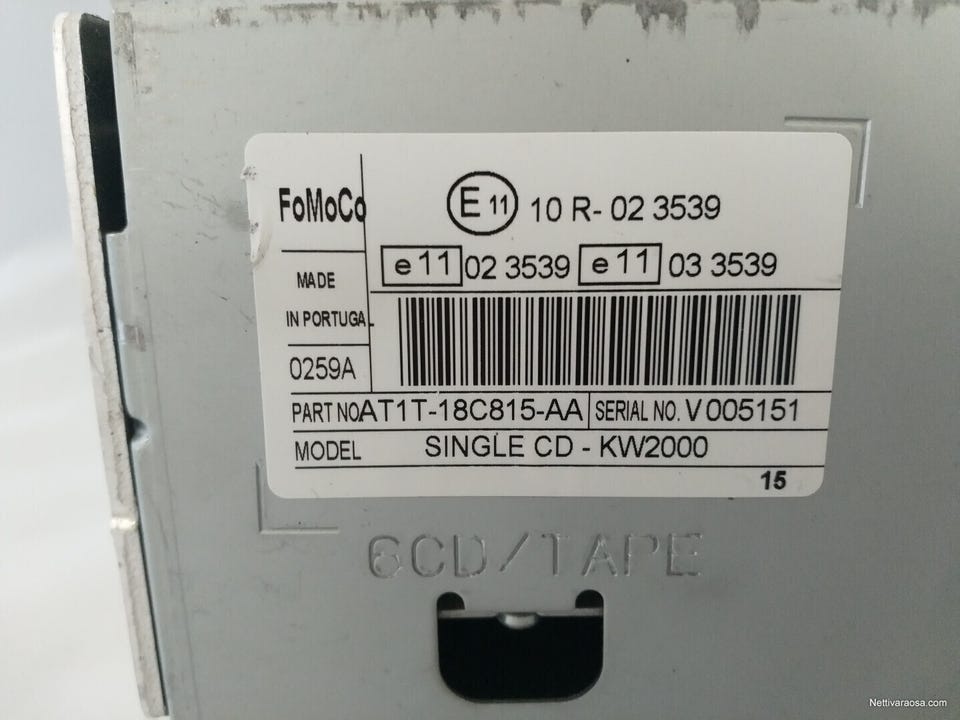 FoMoCo
E 11 10 R- 02 3539
e 11 02 3539 e 11 03 3539
MADE
IN PORTUGAL
0259A
PART NO. AT1T-18C815-AA SERIAL NO. V005151
MODEL SINGLE CD - KW2000
15
6CD/TAPE
Nettivaraosa.com